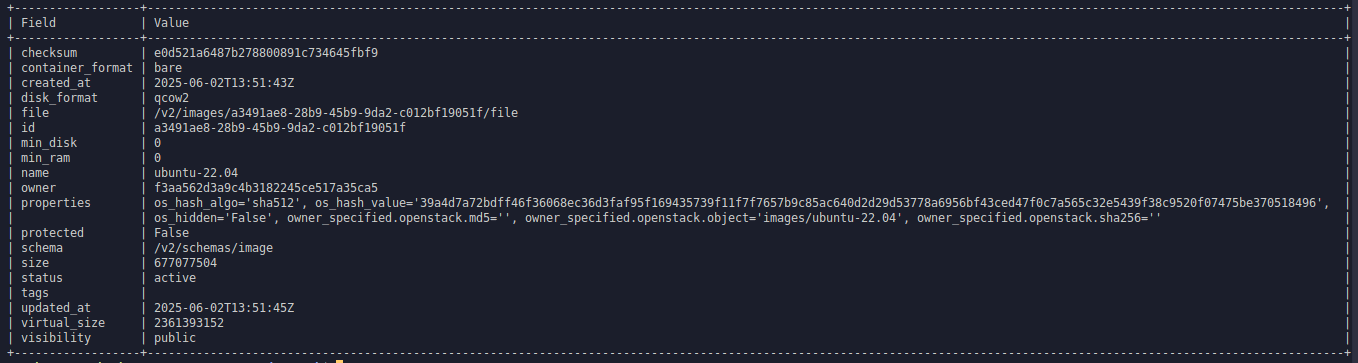 | Field | Value |
| checksum | e0d521a6487b278800891c734645fbf9 |
| container_format | bare |
| created_at | 2025-06-02T13:51:43Z |
| disk_format | qcow2 |
| file | /v2/images/a3491ae8-28b9-45b9-9da2-c012bf19051f/file |
| id | a3491ae8-28b9-45b9-9da2-c012bf19051f |
| min_disk | 0 |
| min_ram | 0 |
| name | ubuntu-22.04 |
| owner | f3aa562d3a9c4b3182245ce517a35ca5 |
| properties | os_hash_algo='sha512', os_hash_value='39a4d7a72bdff46f36068ec36d3faf95f169435739f11f7f7657b9c85ac640d2d29d53778a6956bf43ced47f0c7a565c32e5439f38c9520f07475be370518496', |
| | os_hidden='False', owner_specified.openstack.md5='', owner_specified.openstack.object='images/ubuntu-22.04', owner_specified.openstack.sha256='' |
| protected | False |
| schema | /v2/schemas/image |
| size | 677077504 |
| status | active |
| tags | |
| updated_at | 2025-06-02T13:51:45Z |
| virtual_size | 2361393152 |
| visibility | public |